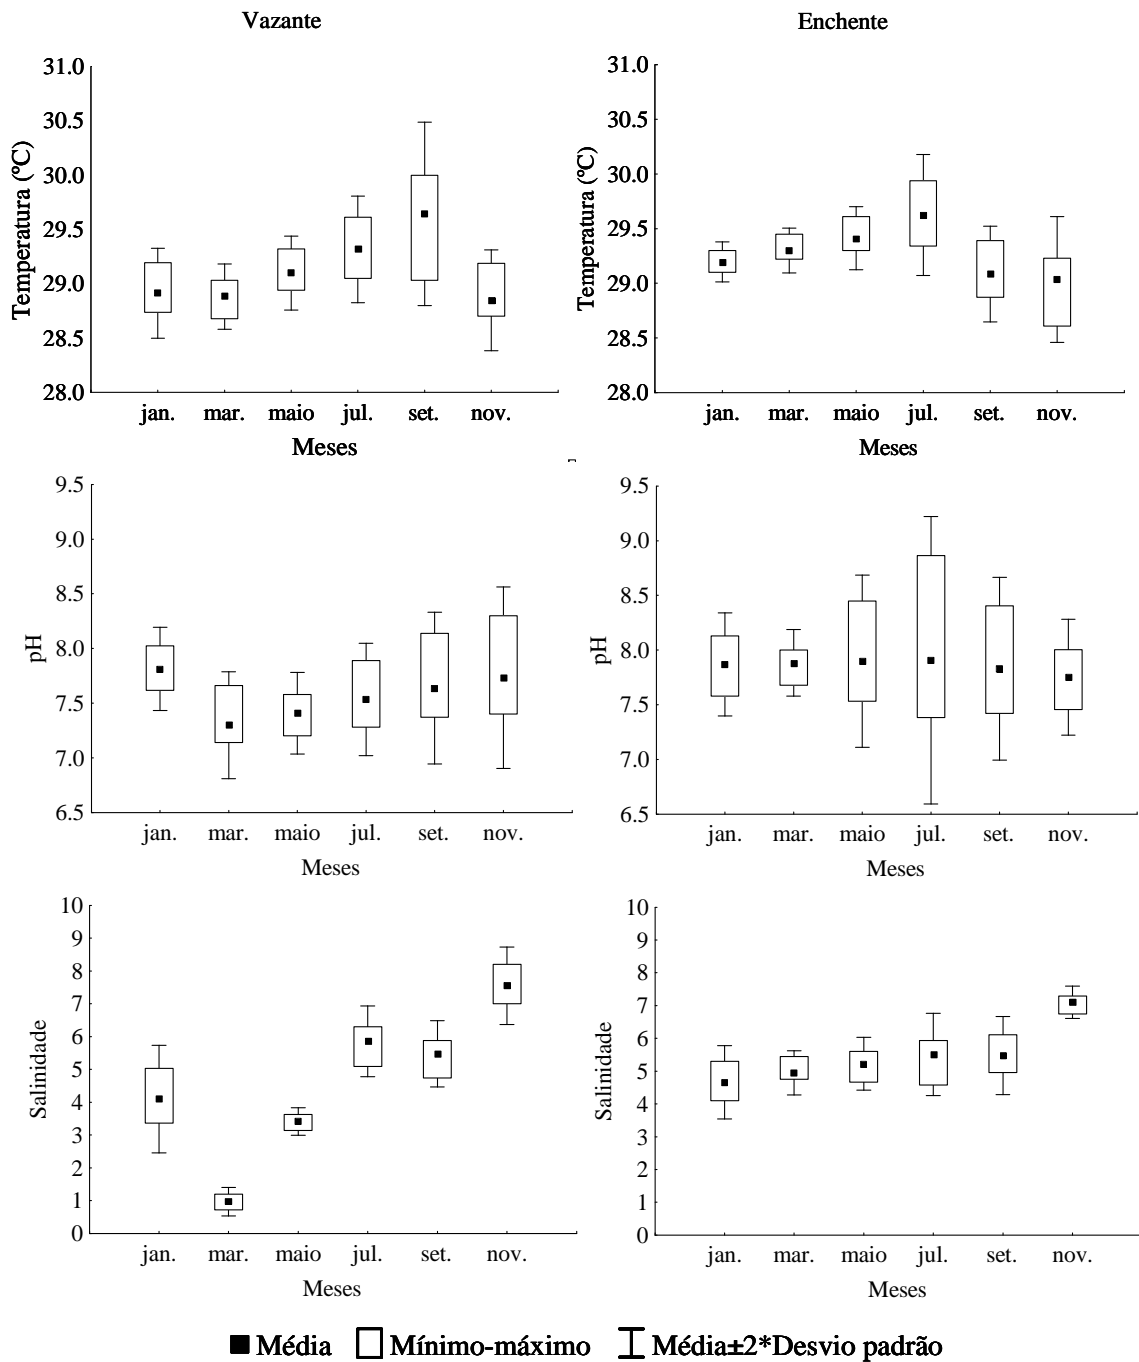 Vazante
Enchente
Temperatura (ºC)
31.0
30.5
30.0
29.5
29.0
28.5
28.0
jan. mar. maio jul. set. nov.
Meses
Temperatura (ºC)
31.0
30.5
30.0
29.5
29.0
28.5
28.0
jan. mar. maio jul. set. nov.
Meses
pH
9.5
9.0
8.5
8.0
7.5
7.0
6.5
jan. mar. maio jul. set. nov.
Meses
pH
9.5
9.0
8.5
8.0
7.5
7.0
6.5
jan. mar. maio jul. set. nov.
Meses
Salinidade
10
9
8
7
6
5
4
3
2
1
0
jan. mar. maio jul. set. nov.
Meses
Salinidade
10
9
8
7
6
5
4
3
2
1
0
jan. mar. maio jul. set. nov.
Meses
Média Mínimo-máximo Média±2*Desvio padrão